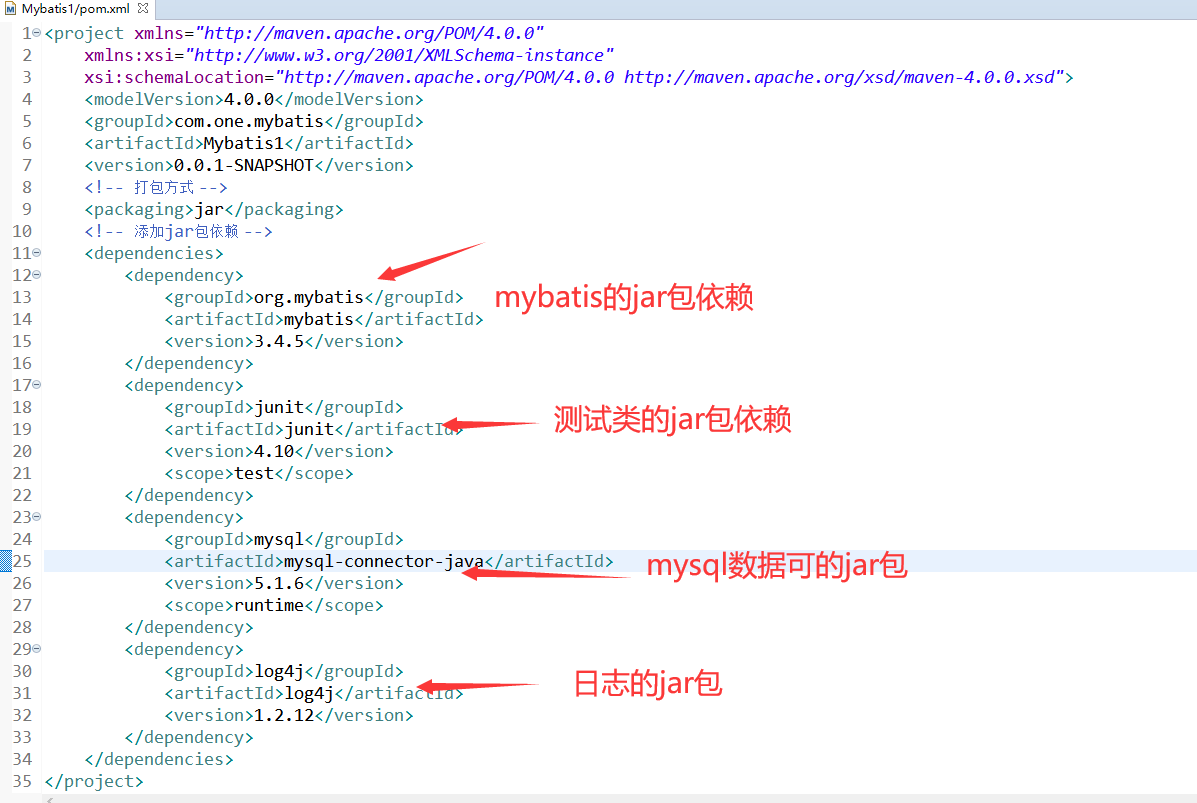 Mybatis1/pom.xml
1 <project xmlns="http://maven.apache.org/POM/4.0.0"
2 xmlns:xsi="http://www.w3.org/2001/XMLSchema-instance"
3 xsi:schemaLocation="http://maven.apache.org/POM/4.0.0 http://maven.apache.org/xsd/maven-4.0.0.xsd">
4 <modelVersion>4.0.0</modelVersion>
5 <groupId>com.one.mybatis</groupId>
6 <artifactId>Mybatis1</artifactId>
7 <version>0.0.1-SNAPSHOT</version>
8 <!-- 打包方式 -->
9 <packaging>jar</packaging>
10 <!-- 添加jar包依赖 -->
11 <dependencies>
12 <dependency>
13 <groupId>org.mybatis</groupId> mybatis的jar包依赖
14 <artifactId>mybatis</artifactId>
15 <version>3.4.5</version>
16 </dependency>
17 <dependency>
18 <groupId>junit</groupId>
19 <artifactId>junit</artifactId> 测试类的jar包依赖
20 <version>4.10</version>
21 <scope>test</scope>
22 </dependency>
23 <dependency>
24 <groupId>mysql</groupId>
25 <artifactId>mysql-connector-java</artifactId> mysql数据可的jar包
26 <version>5.1.6</version>
27 <scope>runtime</scope>
28 </dependency>
29 <dependency>
30 <groupId>log4j</groupId>
31 <artifactId>log4j</artifactId> 日志的jar包
32 <version>1.2.12</version>
33 </dependency>
34 </dependencies>
35 </project>